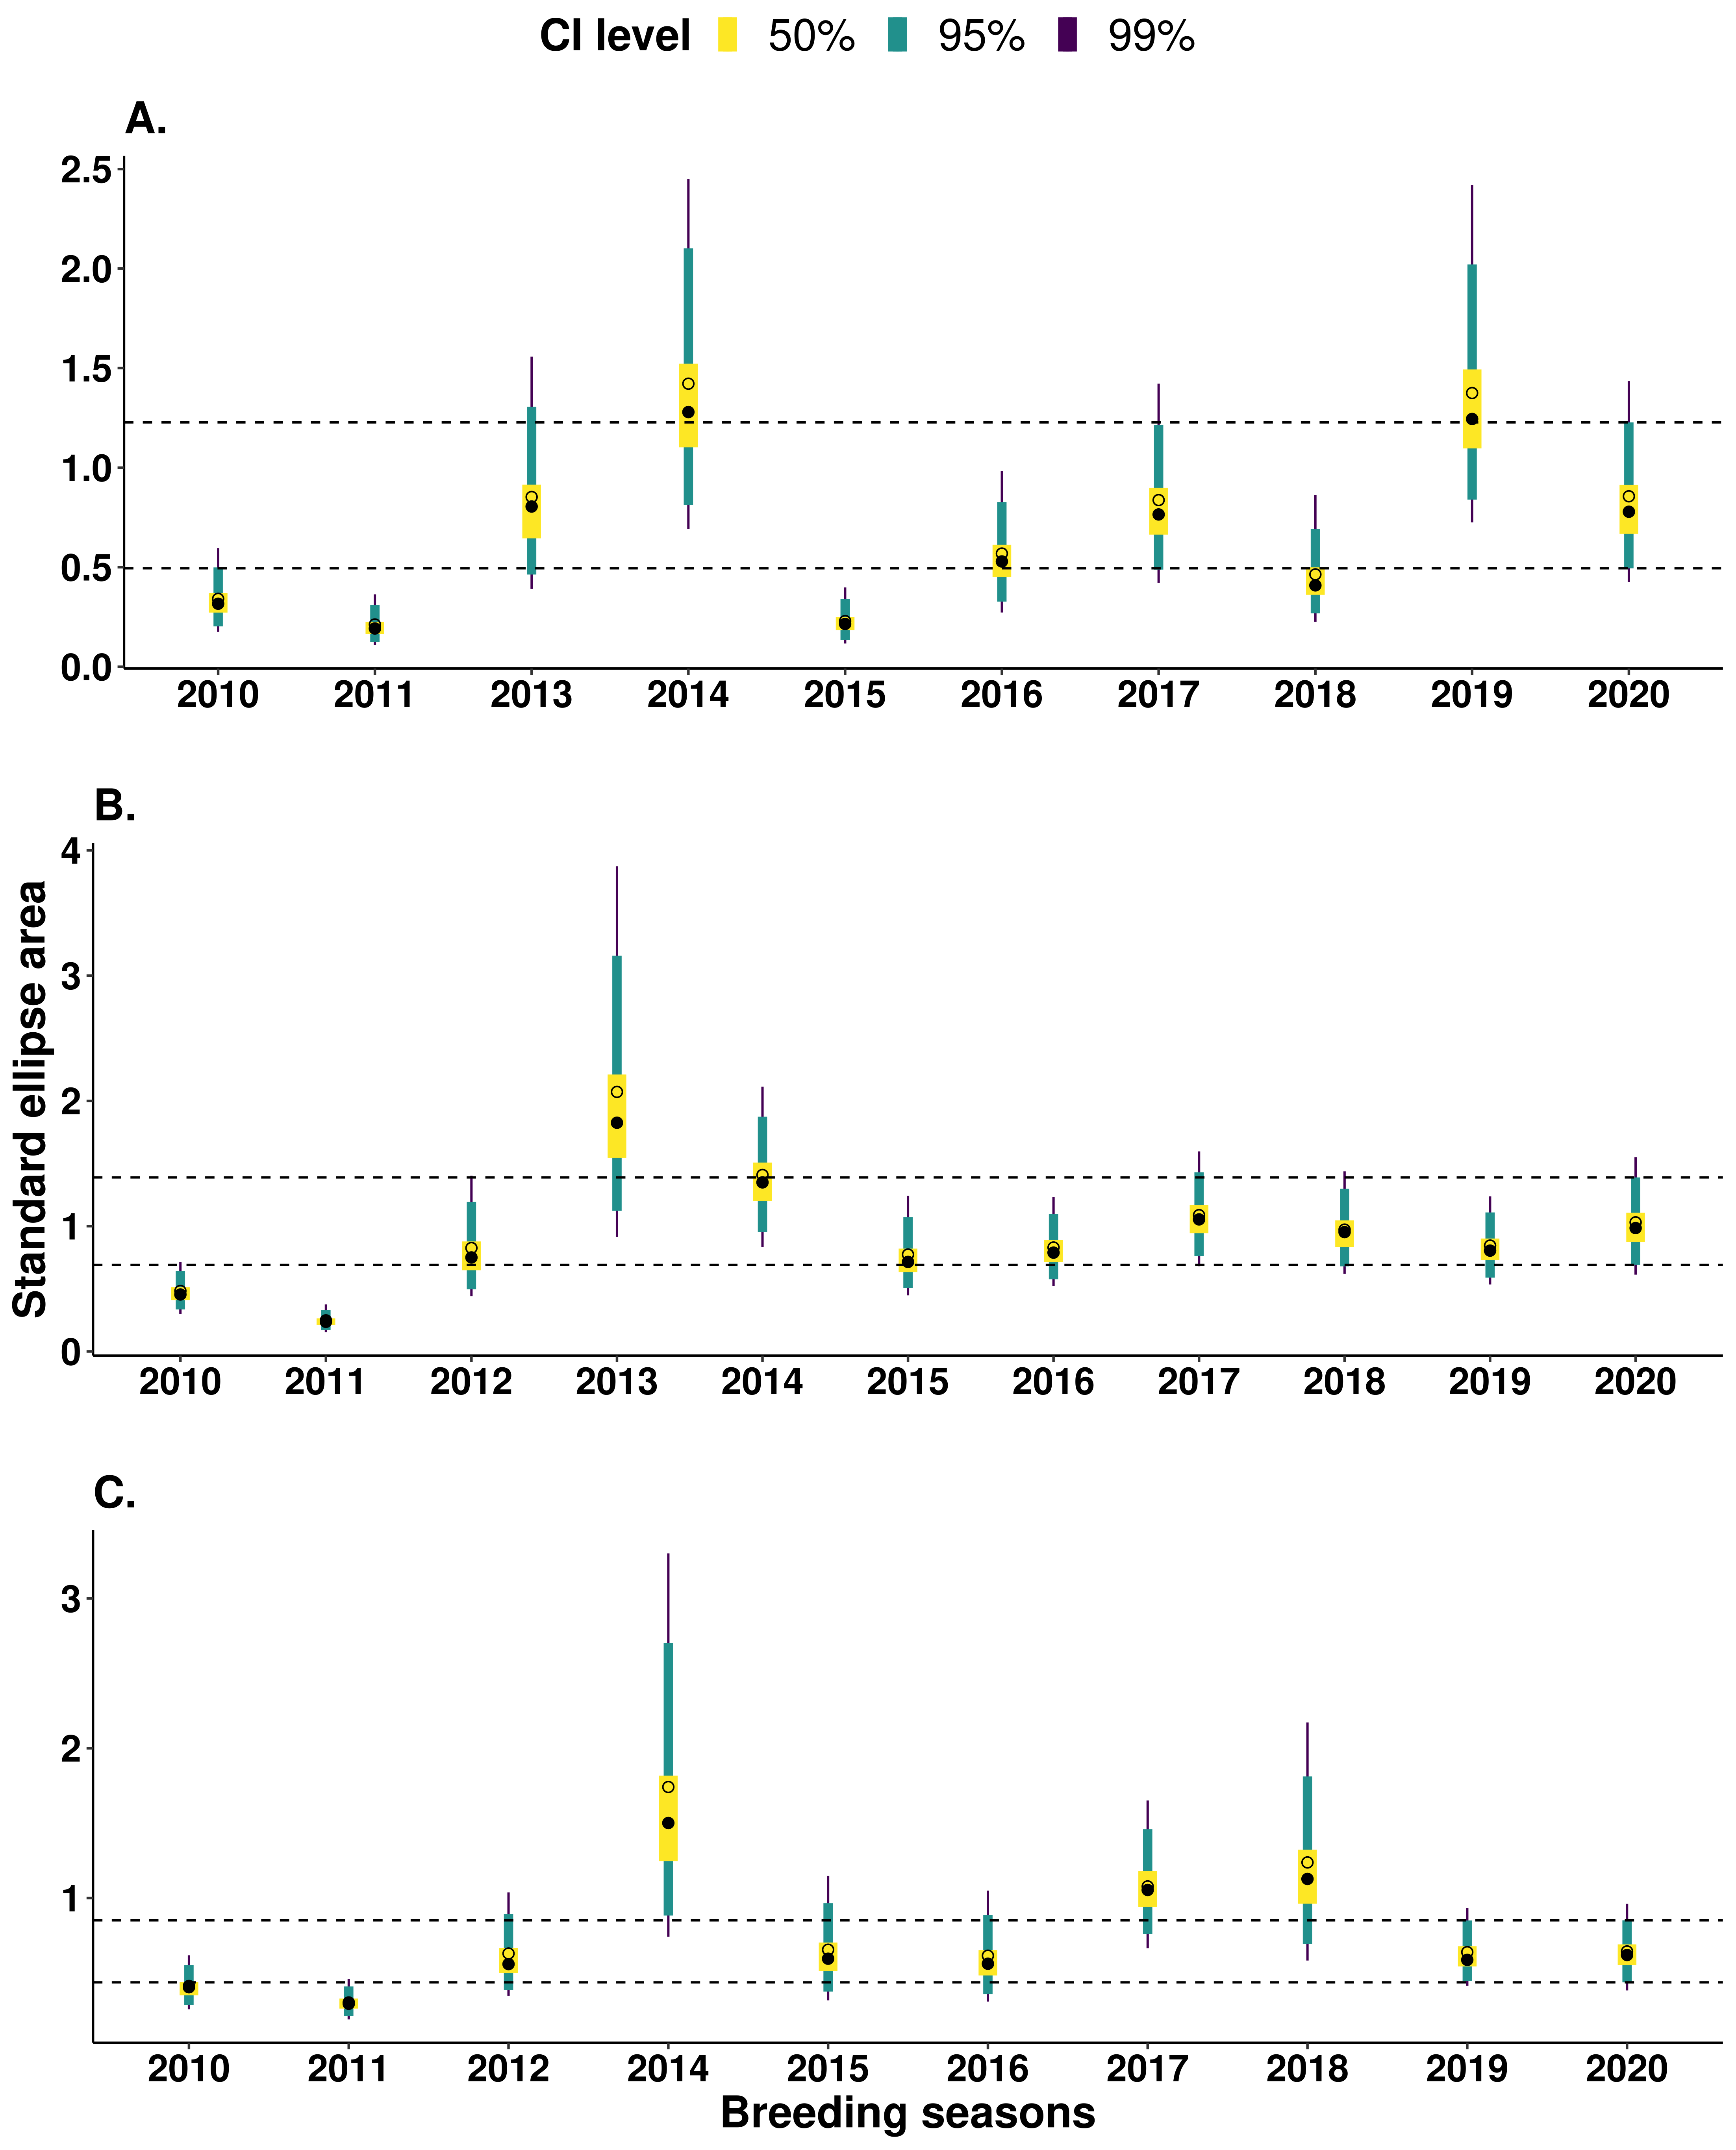 CI level 50% 95% 99%
A.
2.5
2.0
1.5
1.0
0.5
0.0
2010 2011 2013 2014 2015 2016 2017 2018 2019 2020
B.
Standard ellipse area
4
3
2
1
0
2010 2011 2012 2013 2014 2015 2016 2017 2018 2019 2020
C.
3
2
1
2010 2011 2012 2014 2015 2016 2017 2018 2019 2020
Breeding seasons